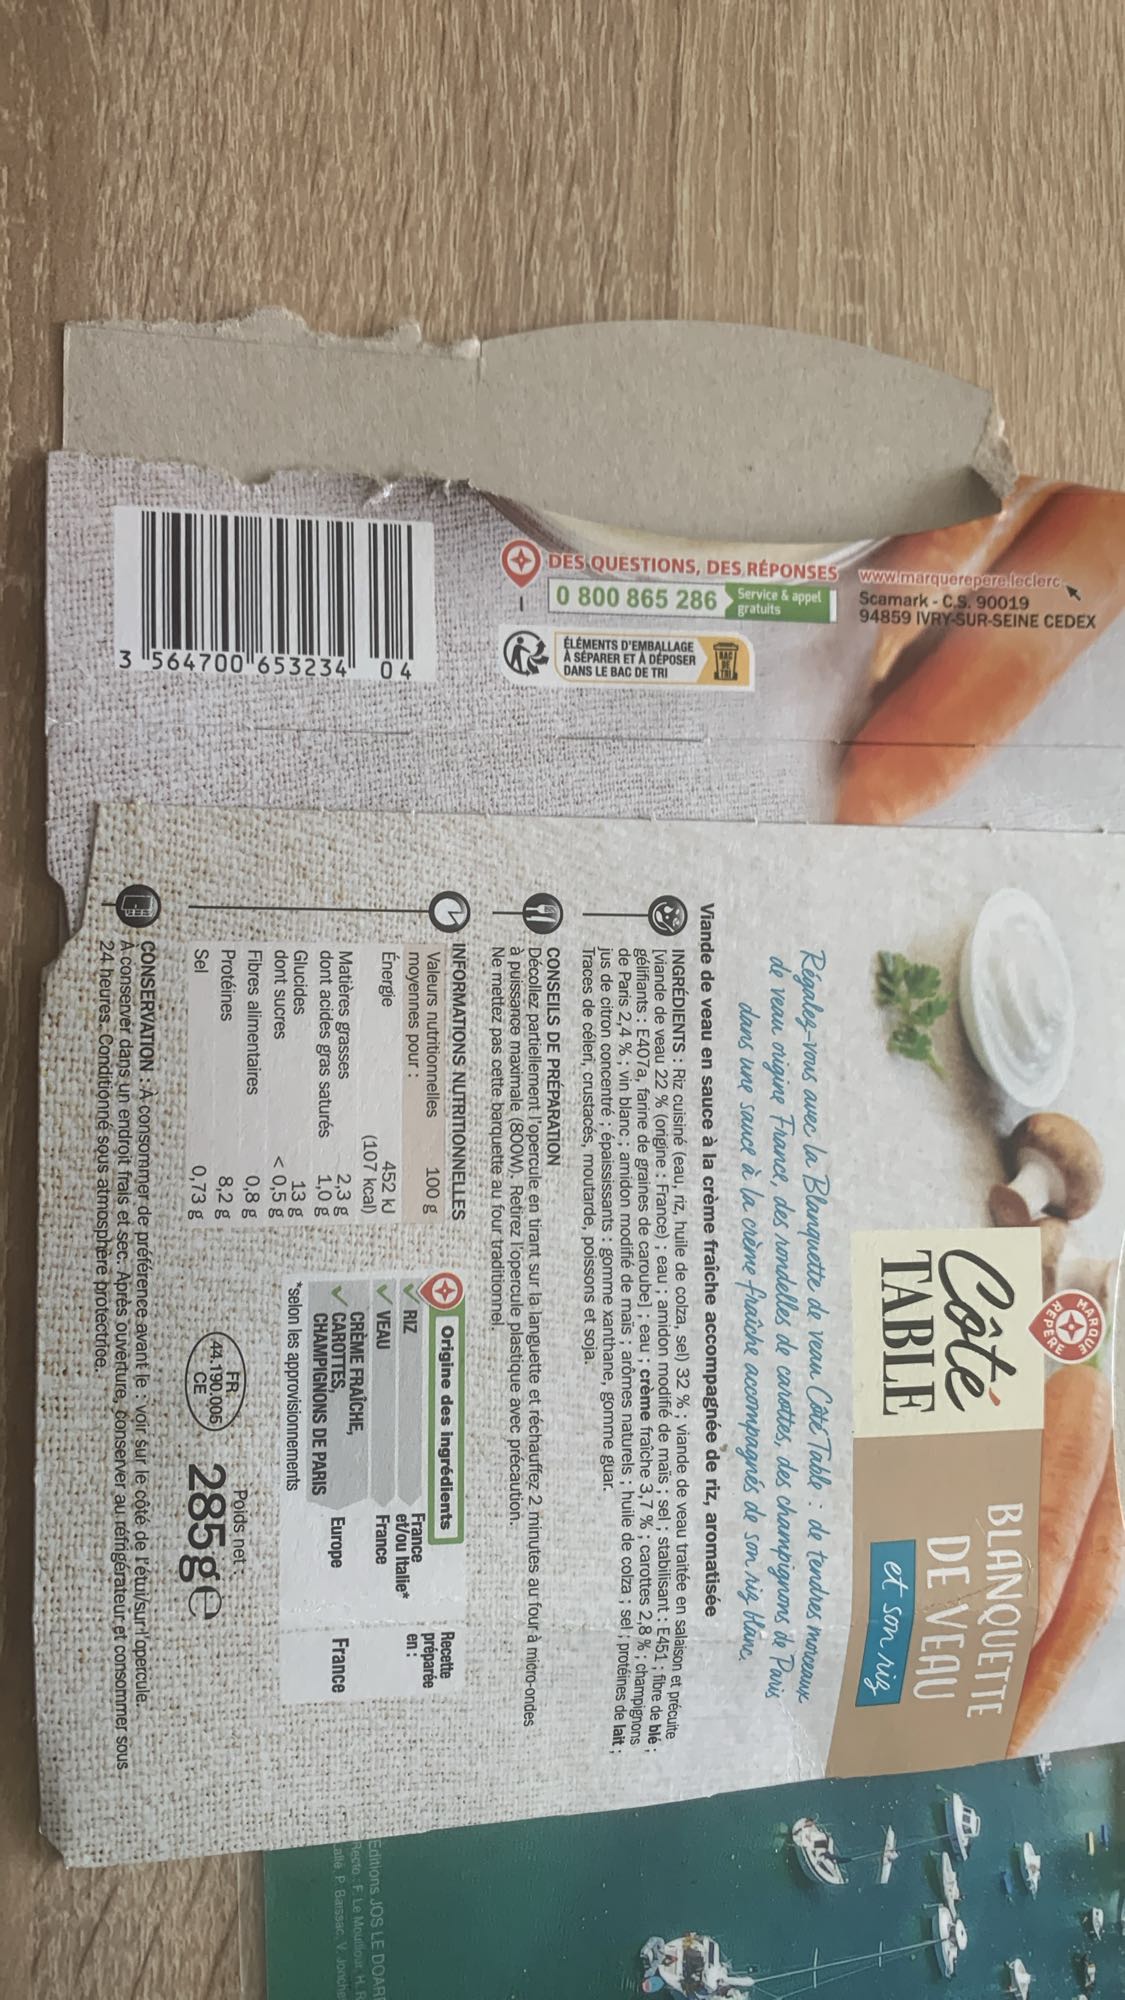 MARQUE
REPÈRE
Côté
TABLE
BLANQUETTE
DE VEAU
et son riz
Régalez-vous avec la Blanquette de veau Côté Table : de tendres morceaux
de veau origine France, des rondelles de carottes, des champignons de Paris
dans une sauce à la crème fraîche accompagnés de son riz blanc.
Viande de veau en sauce à la crème fraîche accompagnée de riz, aromatisée
INGRÉDIENTS : Riz cuisiné (eau, riz, huile de colza, sel) 32 % ; viande de veau traitée en salaison et précuite
[viande de veau 22 % (origine : France) ; eau ; amidon modifié de maïs ; sel ; stabilisant : E451 ; fibre de blé ;
gélifiants : E407a, farine de graines de caroube] ; eau ; crème fraîche 3,7 % ; carottes 2,8 % ; champignons
de Paris 2,4 % ; vin blanc ; amidon modifié de maïs ; arômes naturels ; huile de colza ; sel ; protéines de lait ;
jus de citron concentré ; épaississants : gomme xanthane, gomme guar.
Traces de céleri, crustacés, moutarde, poissons et soja.
CONSEILS DE PRÉPARATION
Décollez partiellement l'opercule en tirant sur la languette et réchauffez 2 minutes au four à micro-ondes
à puissance maximale (800W). Retirez l'opercule plastique avec précaution.
Ne mettez pas cette barquette au four traditionnel.
INFORMATIONS NUTRITIONNELLES
Valeurs nutritionnelles
moyennes pour : 100 g
Énergie 452 kJ
(107 kcal)
Matières grasses 2,3 g
dont acides gras saturés 1,0 g
Glucides 13 g
dont sucres < 0,5 g
Fibres alimentaires 0,8 g
Protéines 8,2 g
Sel 0,73 g
Origine des ingrédients
Recette
préparée
en :
RIZ France
et/ou Italie*
VEAU France
CRÈME FRAÎCHE,
CAROTTES,
CHAMPIGNONS DE PARIS Europe France
*selon les approvisionnements
FR
44.190.005
CE
Poids net :
285g e
CONSERVATION : À consommer de préférence avant le : voir sur le côté de l'étui/sur l'opercule.
À conserver dans un endroit frais et sec. Après ouverture, conserver au réfrigérateur et consommer sous
24 heures. Conditionné sous atmosphère protectrice.
www.marquerepere.leclerc
Scamark - C.S. 90019
94859 IVRY-SUR-SEINE CEDEX
DES QUESTIONS, DES RÉPONSES
0 800 865 286
Service & appel
gratuits
ÉLÉMENTS D'EMBALLAGE
À SÉPARER ET À DÉPOSER
DANS LE BAC DE TRI
BAC
DE
TRI
3 564700 653234 04
Editions JOS LE DOAR
Recto : F. Le Mouillour, H.
P. Baissac, V. Jonche